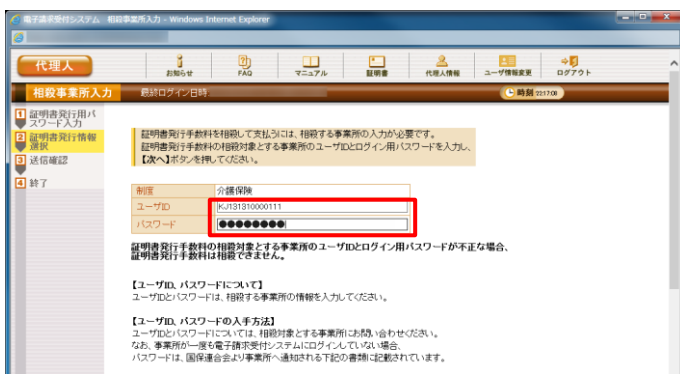 電子請求受付システム 相殺事業所入力 - Windows Internet Explorer
代理人
お知らせ FAQ マニュアル 証明書 代理人情報 ユーザ情報変更 ログアウト
相殺事業所入力 最終ログイン日時: 時刻 22:17:08
1 証明書発行用パスワード入力
2 証明書発行情報選択
3 送信確認
4 終了
証明書発行手数料を相殺して支払うには、相殺する事業所の入力が必要です。
証明書発行手数料の相殺対象とする事業所のユーザIDとログイン用パスワードを入力し、
【次へ】ボタンを押してください。
制度 介護保険
ユーザID KJ131310000111
パスワード ●●●●●●●●
証明書発行手数料の相殺対象とする事業所のユーザIDとログイン用パスワードが不正な場合、
証明書発行手数料は相殺できません。
【ユーザID、パスワードについて】
ユーザIDとパスワードは、相殺する事業所の情報を入力してください。
【ユーザID、パスワードの入手方法】
ユーザIDとパスワードについては、相殺対象とする事業所にお問い合わせください。
なお、事業所が一度も電子請求受付システムにログインしていない場合、
パスワードは、国保連合会より事業所へ通知される下記の書類に記載されています。